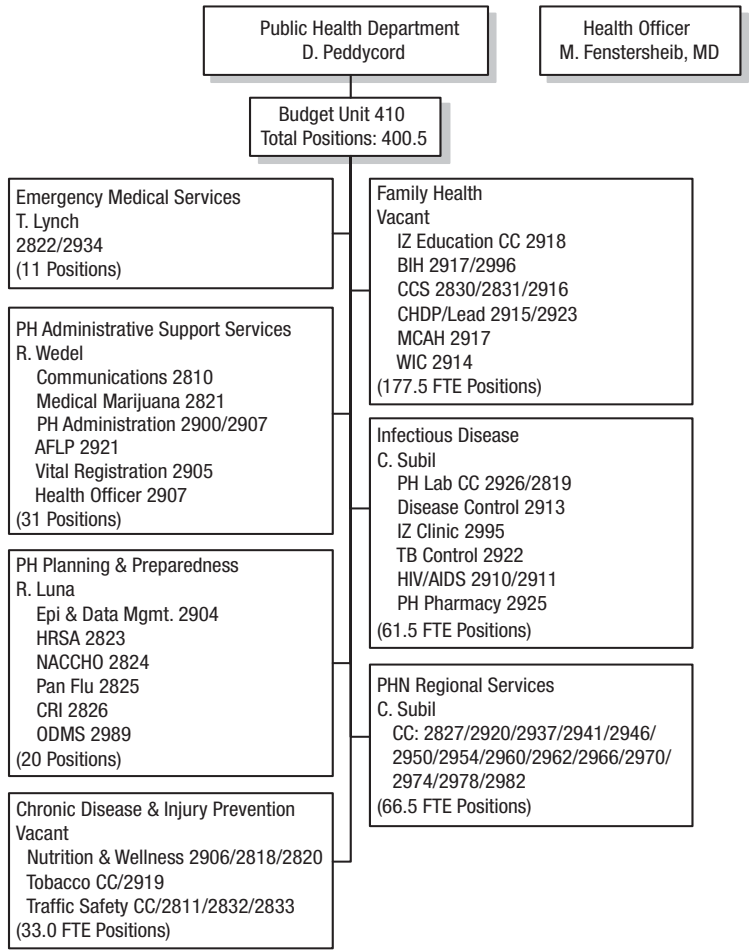 Public Health Department
D. Peddycord
Health Officer
M. Fenstersheib, MD
Budget Unit 410
Total Positions: 400.5
Emergency Medical Services
T. Lynch
2822/2934
(11 Positions)
PH Administrative Support Services
R. Wedel
Communications 2810
Medical Marijuana 2821
PH Administration 2900/2907
AFLP 2921
Vital Registration 2905
Health Officer 2907
(31 Positions)
PH Planning & Preparedness
R. Luna
Epi & Data Mgmt. 2904
HRSA 2823
NACCHO 2824
Pan Flu 2825
CRI 2826
ODMS 2989
(20 Positions)
Chronic Disease & Injury Prevention
Vacant
Nutrition & Wellness 2906/2818/2820
Tobacco CC/2919
Traffic Safety CC/2811/2832/2833
(33.0 FTE Positions)
Family Health
Vacant
IZ Education CC 2918
BIH 2917/2996
CCS 2830/2831/2916
CHDP/Lead 2915/2923
MCAH 2917
WIC 2914
(177.5 FTE Positions)
Infectious Disease
C. Subil
PH Lab CC 2926/2819
Disease Control 2913
IZ Clinic 2995
TB Control 2922
HIV/AIDS 2910/2911
PH Pharmacy 2925
(61.5 FTE Positions)
PHN Regional Services
C. Subil
CC: 2827/2920/2937/2941/2946/
2950/2954/2960/2962/2966/2970/
2974/2978/2982
(66.5 FTE Positions)